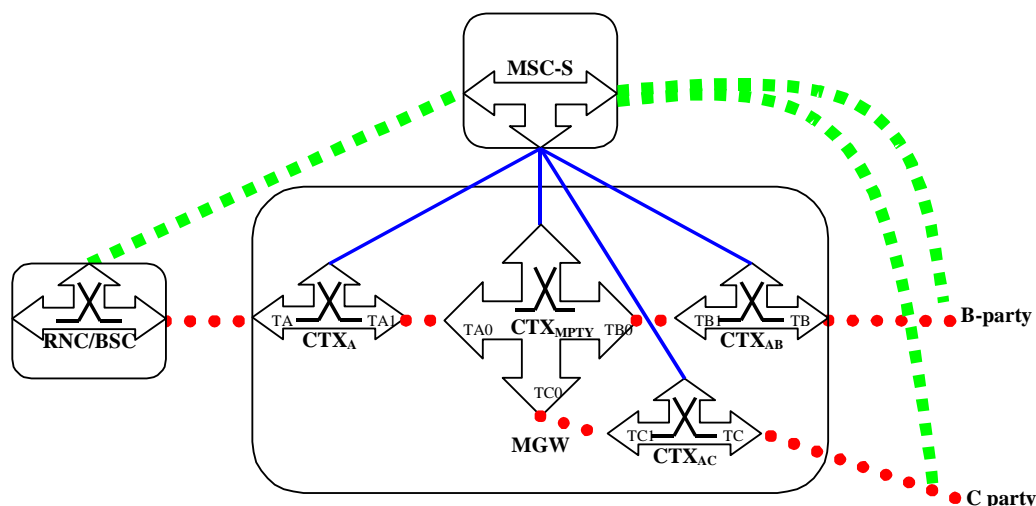 MSC-S
RNC/BSC
TA TA1
CTXA
TA0 CTXMPTY TB0
TC0
TB1 TB
CTXAB
B-party
MGW
TC1 TC
CTXAC
C party